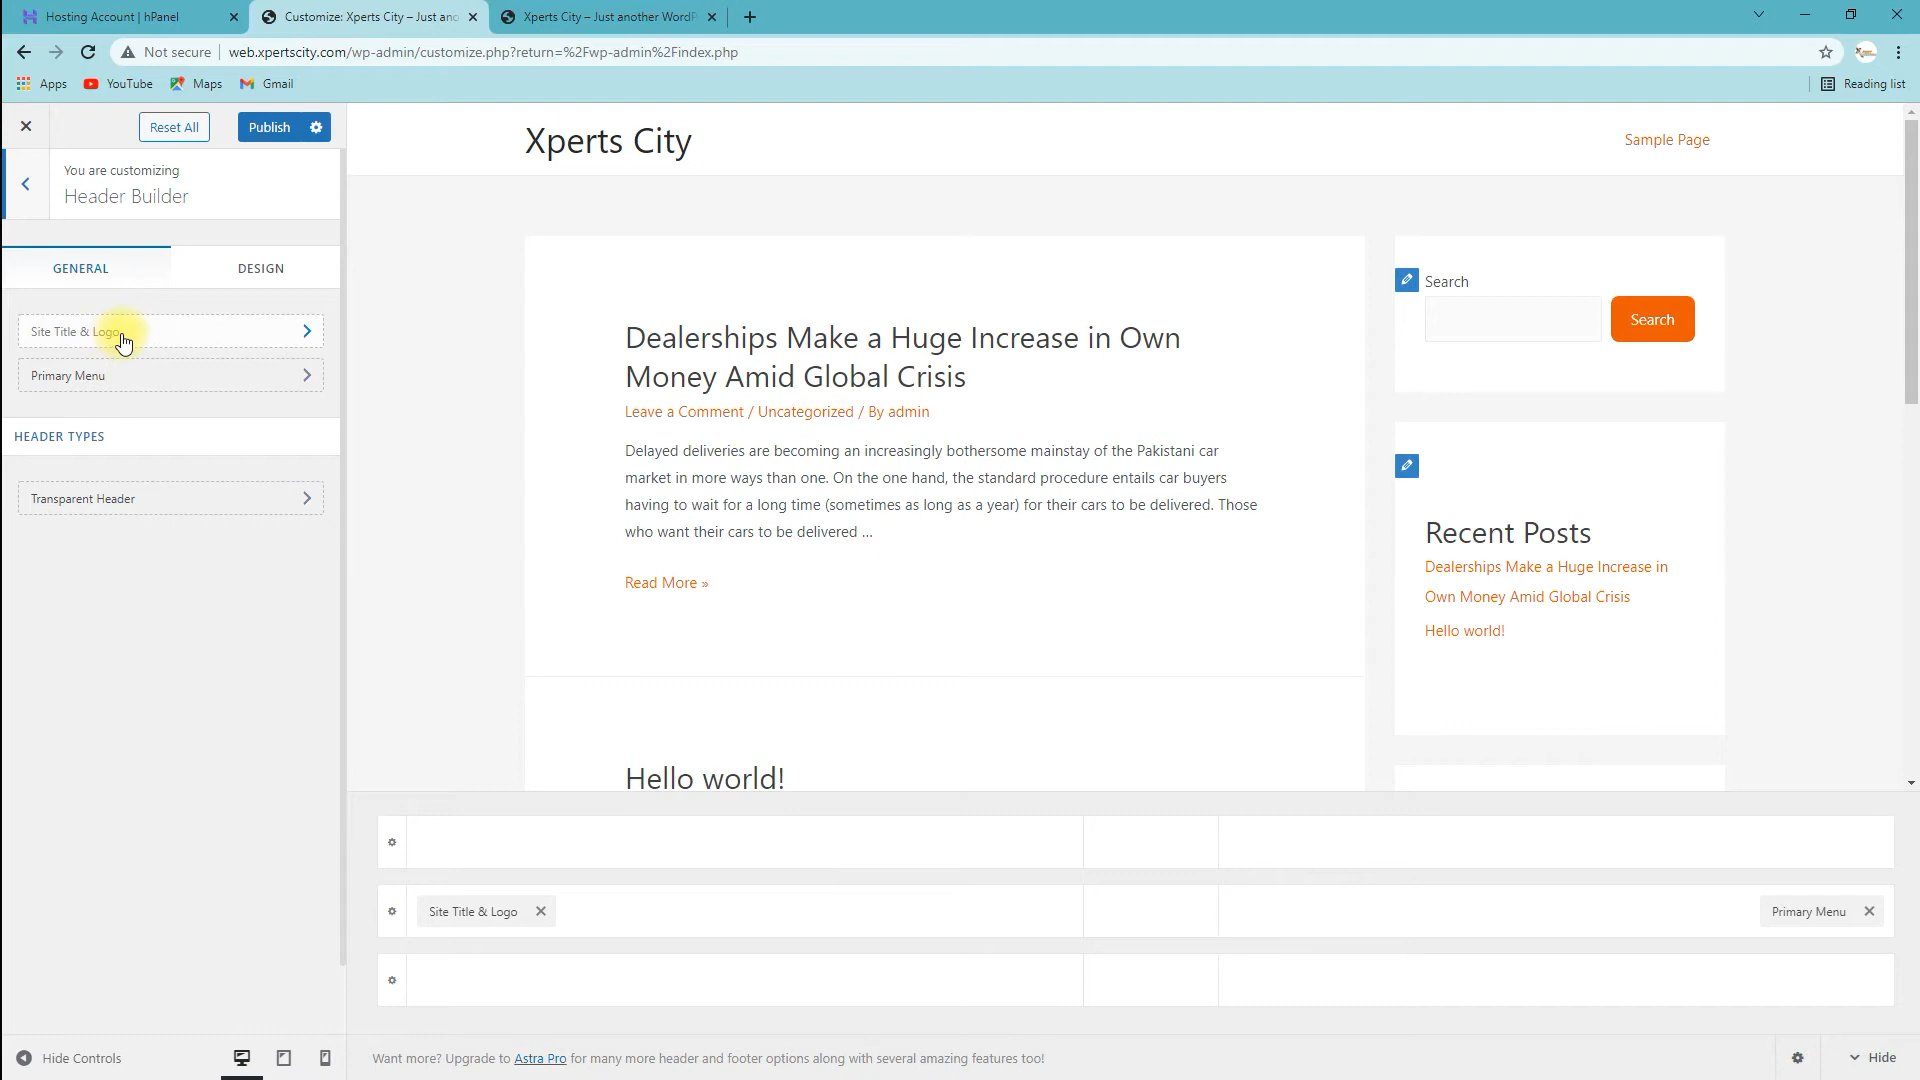 Hosting Account | hPanel
Customize: Xperts City – Just ano
Xperts City – Just another WordP
Not secure
web.xpertscity.com/wp-admin/customize.php?return=%2Fwp-admin%2Findex.php
Apps
YouTube
Maps
Gmail
Reading list
Reset All
Publish
You are customizing
Header Builder
GENERAL
DESIGN
Site Title & Logo
Primary Menu
HEADER TYPES
Transparent Header
Xperts City
Sample Page
Dealerships Make a Huge Increase in Own
Money Amid Global Crisis
Leave a Comment / Uncategorized / By admin
Delayed deliveries are becoming an increasingly bothersome mainstay of the Pakistani car
market in more ways than one. On the one hand, the standard procedure entails car buyers
having to wait for a long time (sometimes as long as a year) for their cars to be delivered. Those
who want their cars to be delivered …
Read More »
Hello world!
Search
Search
Recent Posts
Dealerships Make a Huge Increase in
Own Money Amid Global Crisis
Hello world!
Site Title & Logo
Primary Menu
Hide Controls
Want more? Upgrade to Astra Pro for many more header and footer options along with several amazing features too!
Hide